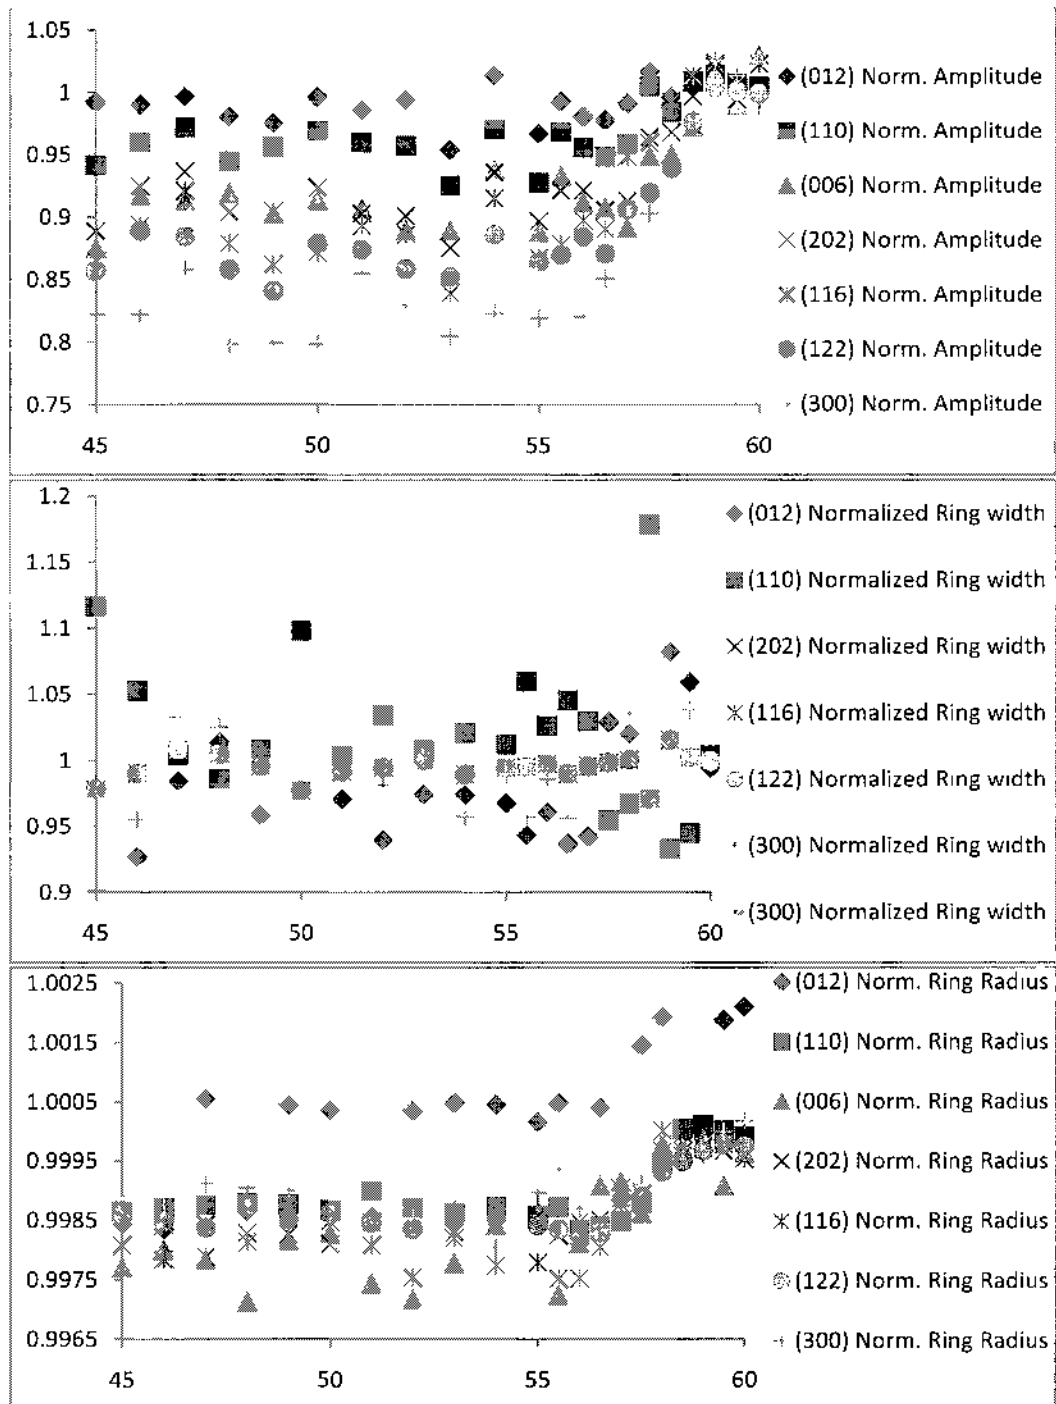 1.05
1
(012) Norm. Amplitude
0.95
(110) Norm. Amplitude
0.9
(006) Norm. Amplitude
(202) Norm. Amplitude
0.85
(116) Norm. Amplitude
0.8
(122) Norm. Amplitude
0.75
(300) Norm. Amplitude
45 50 55 60
1.2
(012) Normalized Ring width
1.15
(110) Normalized Ring width
1.1
(202) Normalized Ring width
1.05
(116) Normalized Ring width
1
(122) Normalized Ring width
0.95
(300) Normalized Ring width
0.9
(300) Normalized Ring width
45 50 55 60
1.0025
(012) Norm. Ring Radius
1.0015
(110) Norm. Ring Radius
1.0005
(006) Norm. Ring Radius
0.9995
(202) Norm. Ring Radius
0.9985
(116) Norm. Ring Radius
0.9975
(122) Norm. Ring Radius
0.9965
(300) Norm. Ring Radius
45 50 55 60